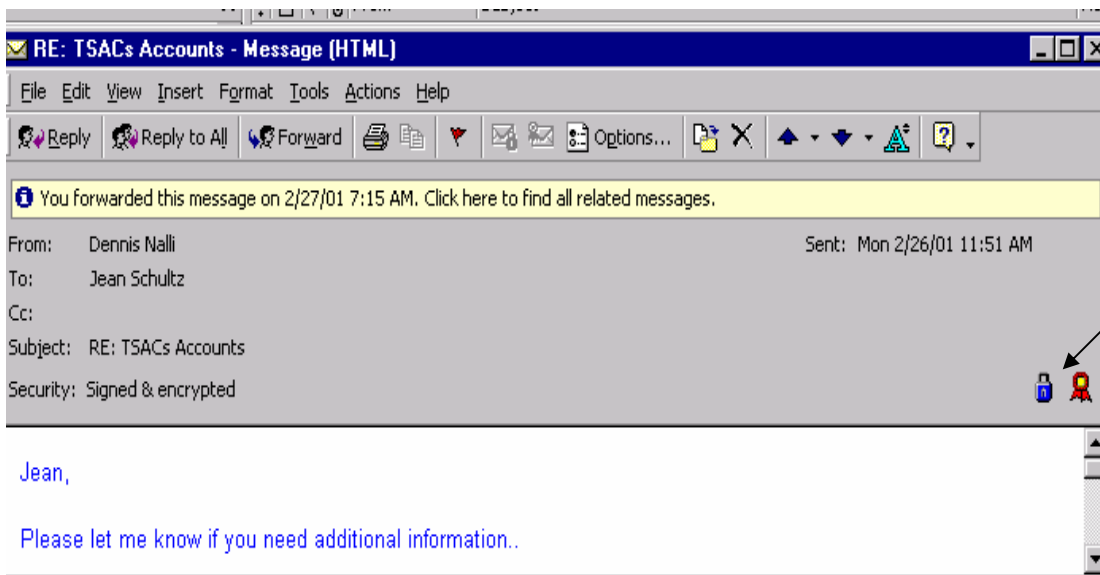 RE: TSACs Accounts - Message (HTML)
File Edit View Insert Format Tools Actions Help
Reply Reply to All Forward Options...
You forwarded this message on 2/27/01 7:15 AM. Click here to find all related messages.
From: Dennis Nalli Sent: Mon 2/26/01 11:51 AM
To: Jean Schultz
Cc:
Subject: RE: TSACs Accounts
Security: Signed & encrypted
Jean,
Please let me know if you need additional information..